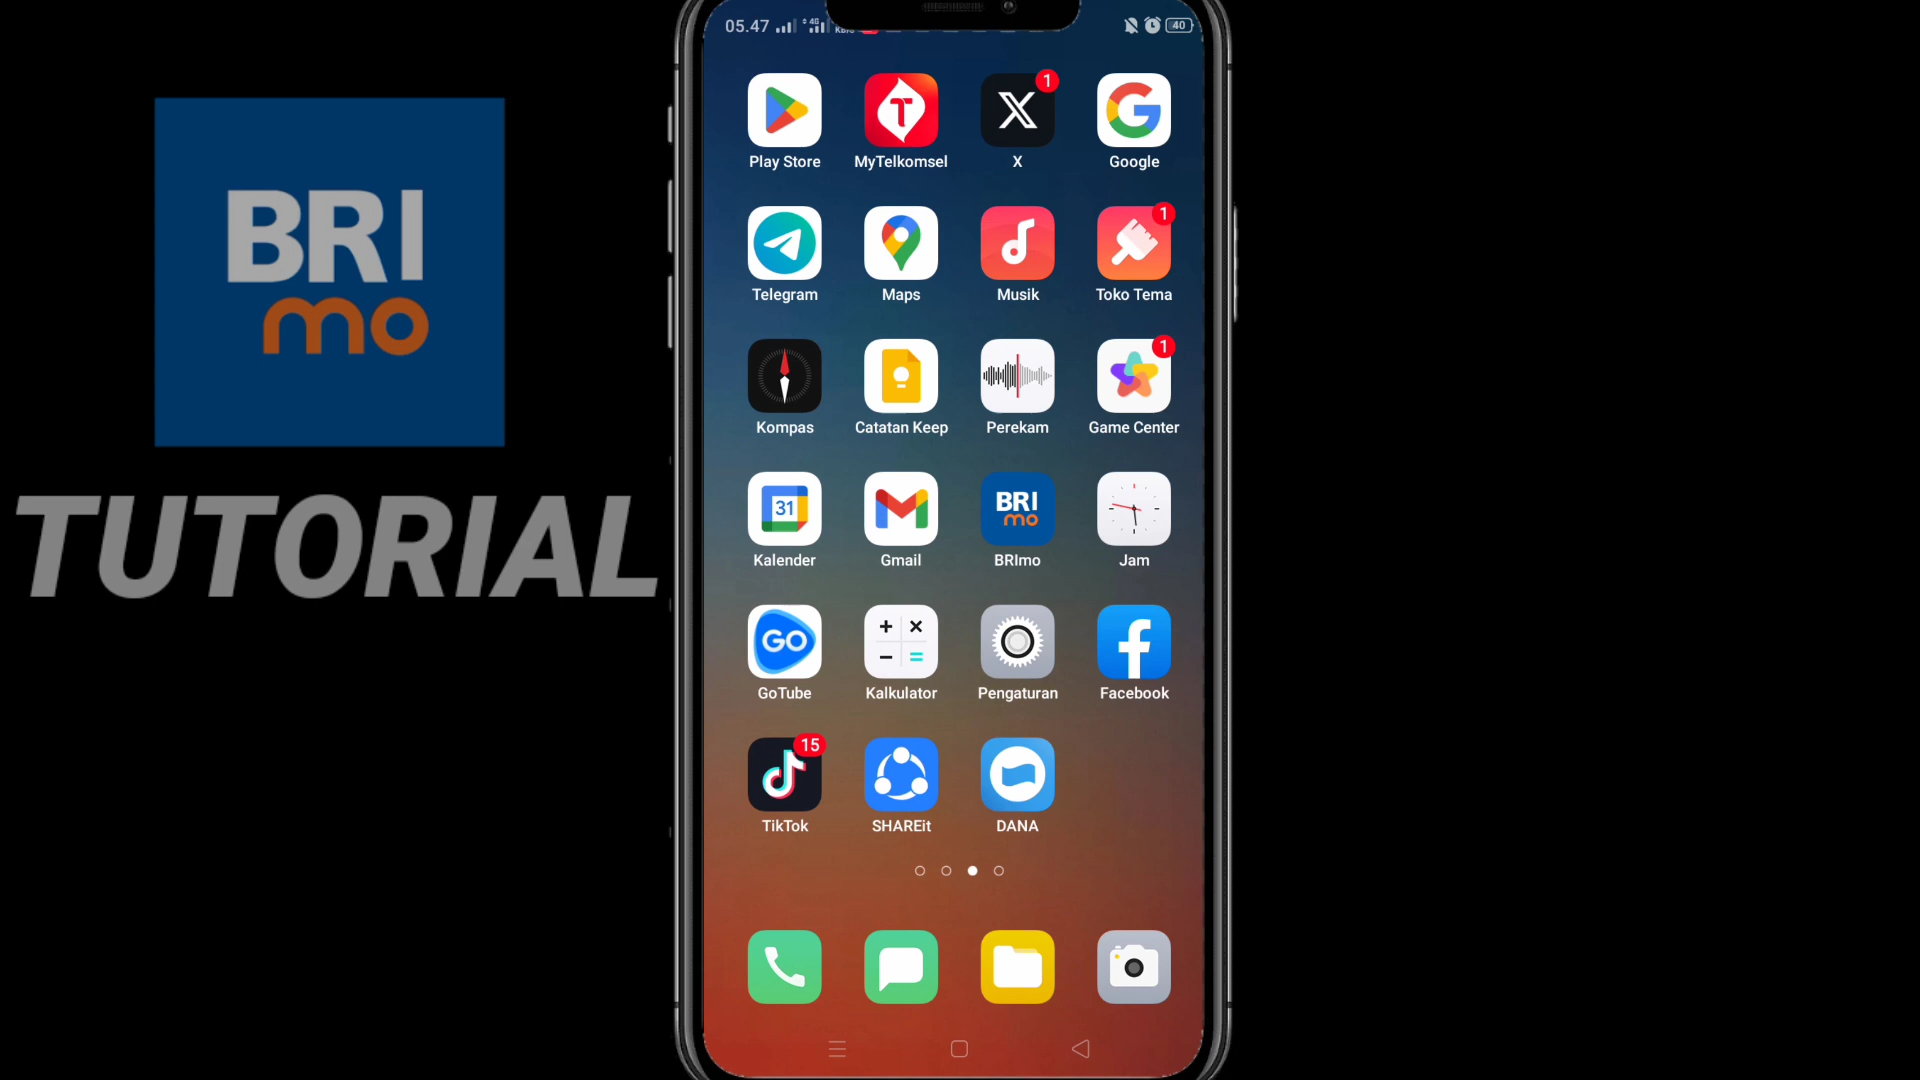 BRI
mo
TUTORIAL
05.47 4G 40
KB/s
1
Play Store MyTelkomsel X Google
1
Telegram Maps Musik Toko Tema
1
Kompas Catatan Keep Perekam Game Center
31 BRI
mo
Kalender Gmail BRImo Jam
GO
GoTube Kalkulator Pengaturan Facebook
15
TikTok SHAREit DANA